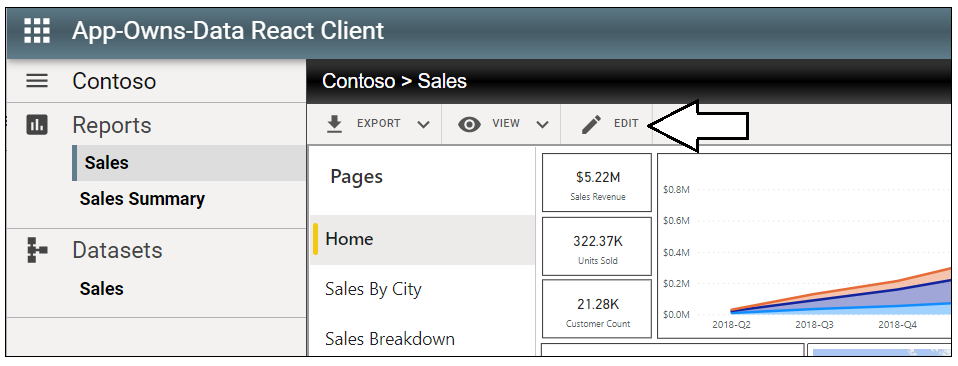 App-Owns-Data React Client
Contoso
Contoso > Sales
Reports
Sales
Sales Summary
Datasets
Sales
EXPORT VIEW EDIT
Pages
Home
Sales By City
Sales Breakdown
$5.22M
Sales Revenue
322.37K
Units Sold
21.28K
Customer Count
$0.8M
$0.6M
$0.4M
$0.2M
$0.0M
2018-Q2 2018-Q3 2018-Q4